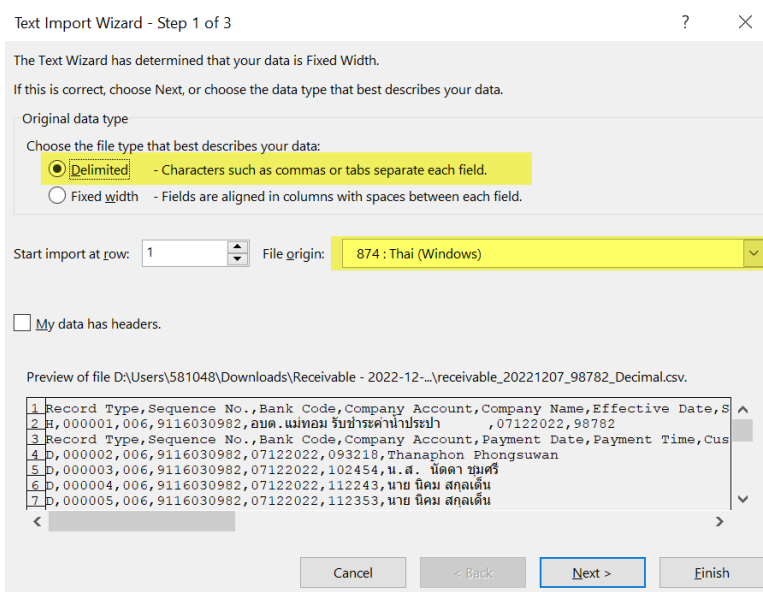 Text Import Wizard - Step 1 of 3 ?
The Text Wizard has determined that your data is Fixed Width.
If this is correct, choose Next, or choose the data type that best describes your data.
Original data type
Choose the file type that best describes your data:
Delimited - Characters such as commas or tabs separate each field.
Fixed width - Fields are aligned in columns with spaces between each field.
Start import at row: 1 File origin: 874 : Thai (Windows)
My data has headers.
Preview of file D:\Users\581048\Downloads\Receivable - 2022-12-...\receivable_20221207_98782_Decimal.csv.
1 Record Type,Sequence No.,Bank Code,Company Account,Company Name,Effective Date,S
2 H,000001,006,9116030982,อบต.แม่ทอม รับชำระค่าน้ำประปา ,07122022,98782
3 Record Type,Sequence No.,Bank Code,Company Account,Payment Date,Payment Time,Cus
4 D,000002,006,9116030982,07122022,093218,Thanaphon Phongsuwan
5 D,000003,006,9116030982,07122022,102454,น.ส. นัดดา ชุมศรี
6 D,000004,006,9116030982,07122022,112243,นาย นิคม สกุลเด็น
7 D,000005,006,9116030982,07122022,112353,นาย นิคม สกุลเด็น
Cancel < Back Next > Finish